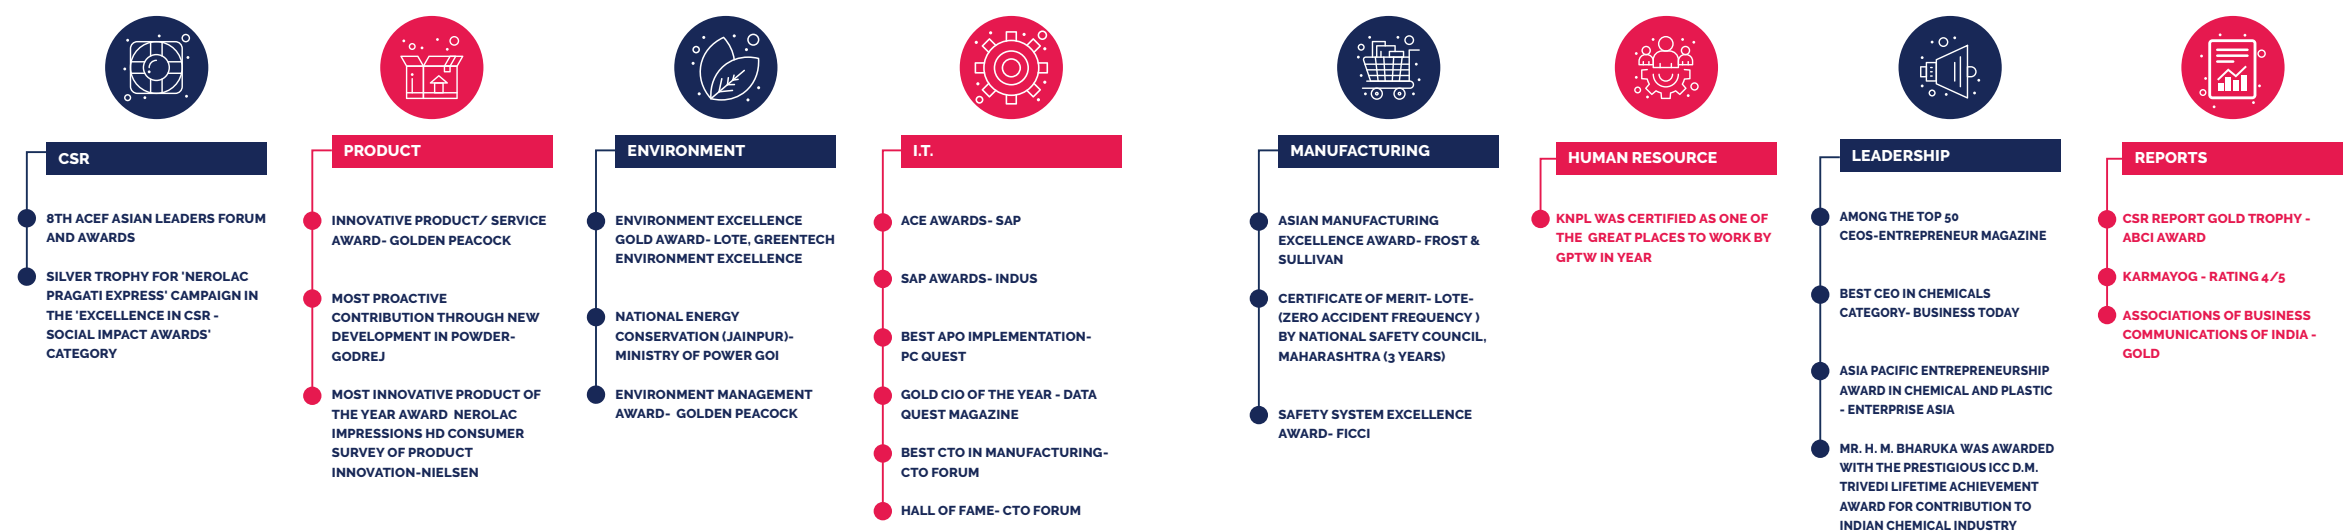 CSR
8TH ACEF ASIAN LEADERS FORUM
AND AWARDS
SILVER TROPHY FOR 'NEROLAC
PRAGATI EXPRESS' CAMPAIGN IN
THE 'EXCELLENCE IN CSR -
SOCIAL IMPACT AWARDS'
CATEGORY
PRODUCT
INNOVATIVE PRODUCT/ SERVICE
AWARD- GOLDEN PEACOCK
MOST PROACTIVE
CONTRIBUTION THROUGH NEW
DEVELOPMENT IN POWDER-
GODREJ
MOST INNOVATIVE PRODUCT OF
THE YEAR AWARD NEROLAC
IMPRESSIONS HD CONSUMER
SURVEY OF PRODUCT
INNOVATION-NIELSEN
ENVIRONMENT
ENVIRONMENT EXCELLENCE
GOLD AWARD- LOTE, GREENTECH
ENVIRONMENT EXCELLENCE
NATIONAL ENERGY
CONSERVATION (JAINPUR)-
MINISTRY OF POWER GOI
ENVIRONMENT MANAGEMENT
AWARD- GOLDEN PEACOCK
I.T.
ACE AWARDS- SAP
SAP AWARDS- INDUS
BEST APO IMPLEMENTATION-
PC QUEST
GOLD CIO OF THE YEAR - DATA
QUEST MAGAZINE
BEST CTO IN MANUFACTURING-
CTO FORUM
HALL OF FAME- CTO FORUM
MANUFACTURING
ASIAN MANUFACTURING
EXCELLENCE AWARD- FROST &
SULLIVAN
CERTIFICATE OF MERIT- LOTE-
(ZERO ACCIDENT FREQUENCY )
BY NATIONAL SAFETY COUNCIL,
MAHARASHTRA (3 YEARS)
SAFETY SYSTEM EXCELLENCE
AWARD- FICCI
HUMAN RESOURCE
KNPL WAS CERTIFIED AS ONE OF
THE GREAT PLACES TO WORK BY
GPTW IN YEAR
LEADERSHIP
AMONG THE TOP 50
CEOS-ENTREPRENEUR MAGAZINE
BEST CEO IN CHEMICALS
CATEGORY- BUSINESS TODAY
ASIA PACIFIC ENTREPRENEURSHIP
AWARD IN CHEMICAL AND PLASTIC
- ENTERPRISE ASIA
MR. H. M. BHARUKA WAS AWARDED
WITH THE PRESTIGIOUS ICC D.M.
TRIVEDI LIFETIME ACHIEVEMENT
AWARD FOR CONTRIBUTION TO
INDIAN CHEMICAL INDUSTRY
REPORTS
CSR REPORT GOLD TROPHY -
ABCI AWARD
KARMAYOG - RATING 4/5
ASSOCIATIONS OF BUSINESS
COMMUNICATIONS OF INDIA -
GOLD